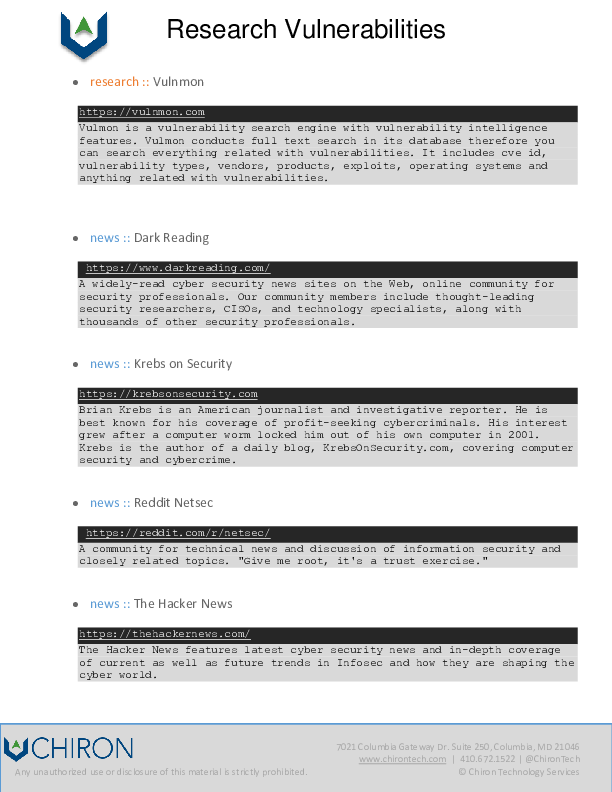 Research Vulnerabilities
● research :: Vulnmon
https://vulnmon.com
Vulmon is a vulnerability search engine with vulnerability intelligence
features. Vulmon conducts full text search in its database therefore you
can search everything related with vulnerabilities. It includes cve id,
vulnerability types, vendors, products, exploits, operating systems and
anything related with vulnerabilities.
● news :: Dark Reading
https://www.darkreading.com/
A widely-read cyber security news sites on the Web, online community for
security professionals. Our community members include thought-leading
security researchers, CISOs, and technology specialists, along with
thousands of other security professionals.
● news :: Krebs on Security
https://krebsonsecurity.com
Brian Krebs is an American journalist and investigative reporter. He is
best known for his coverage of profit-seeking cybercriminals. His interest
grew after a computer worm locked him out of his own computer in 2001.
Krebs is the author of a daily blog, KrebsOnSecurity.com, covering computer
security and cybercrime.
● news :: Reddit Netsec
https://reddit.com/r/netsec/
A community for technical news and discussion of information security and
closely related topics. "Give me root, it's a trust exercise."
● news :: The Hacker News
https://thehackernews.com/
The Hacker News features latest cyber security news and in-depth coverage
of current as well as future trends in Infosec and how they are shaping the
cyber world.
CHIRON
7021 Columbia Gateway Dr. Suite 250, Columbia, MD 21046
www.chirontech.com | 410.672.1522 | @ChironTech
Any unauthorized use or disclosure of this material is strictly prohibited.
© Chiron Technology Services